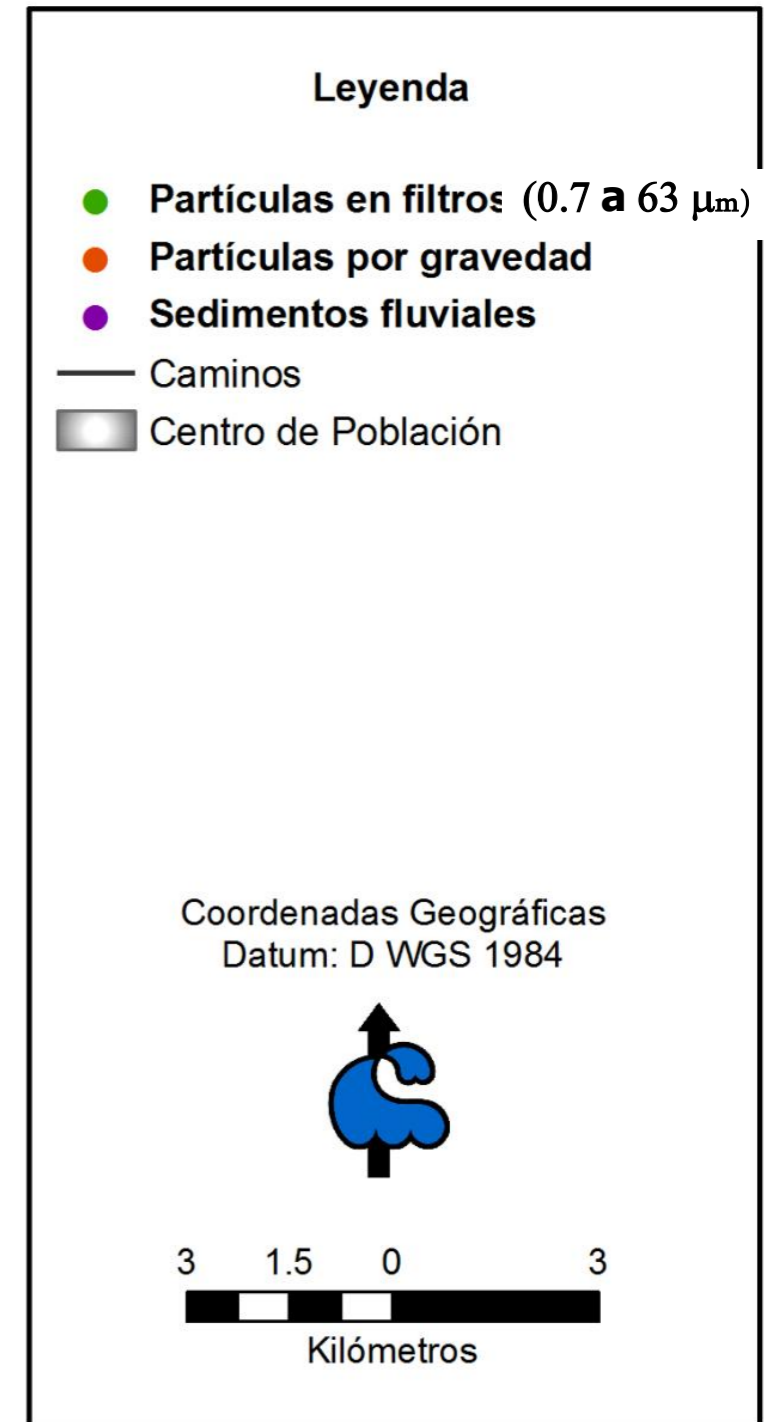 Leyenda
Partículas en filtros (0.7 a 63 μm)
Partículas por gravedad
Sedimentos fluviales
Caminos
Centro de Población
Coordenadas Geográficas
Datum: D WGS 1984
3 1.5 0 3
Kilómetros